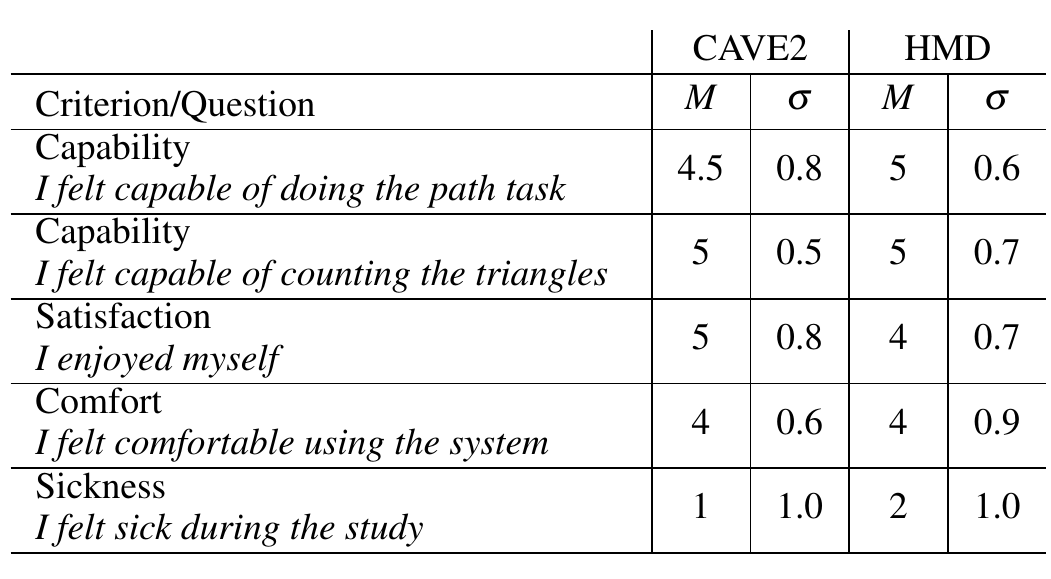 CAVE2 HMD
Criterion/Question M σ M σ
Capability
I felt capable of doing the path task 4.5 0.8 5 0.6
Capability
I felt capable of counting the triangles 5 0.5 5 0.7
Satisfaction
I enjoyed myself 5 0.8 4 0.7
Comfort
I felt comfortable using the system 4 0.6 4 0.9
Sickness
I felt sick during the study 1 1.0 2 1.0